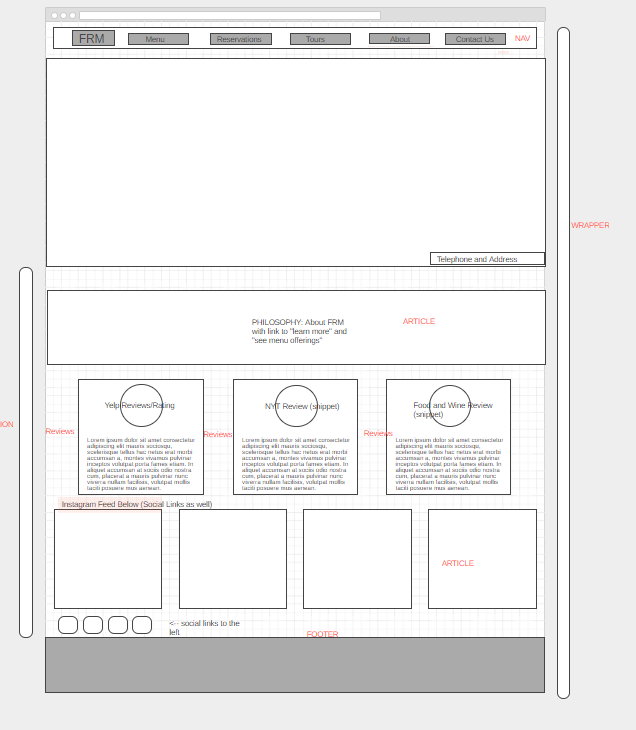 FRM
Menu
Reservations
Tours
About
Contact Us
NAV
WRAPPER
Telephone and Address
PHILOSOPHY: About FRM
with link to "learn more" and
"see menu offerings"
ARTICLE
ION
Yelp Reviews/Rating
NYT Review (snippet)
Food and Wine Review
(snippet)
Reviews
Reviews
Reviews
Lorem ipsum dolor sit amet consectetur
adipiscing elit mauris sociosqu,
scelerisque tellus hac netus erat morbi
accumsan a, montes vivamus pulvinar
inceptos volutpat porta fames etiam. In
aliquet accumsan at sociis odio nostra
cum, placerat a mauris pulvinar nunc
viverra nullam facilisis, volutpat mollis
taciti posuere mus aenean.
Lorem ipsum dolor sit amet consectetur
adipiscing elit mauris sociosqu,
scelerisque tellus hac netus erat morbi
accumsan a, montes vivamus pulvinar
inceptos volutpat porta fames etiam. In
aliquet accumsan at sociis odio nostra
cum, placerat a mauris pulvinar nunc
viverra nullam facilisis, volutpat mollis
taciti posuere mus aenean.
Lorem ipsum dolor sit amet consectetur
adipiscing elit mauris sociosqu,
scelerisque tellus hac netus erat morbi
accumsan a, montes vivamus pulvinar
inceptos volutpat porta fames etiam. In
aliquet accumsan at sociis odio nostra
cum, placerat a mauris pulvinar nunc
viverra nullam facilisis, volutpat mollis
taciti posuere mus aenean.
Instagram Feed Below (Social Links as well)
ARTICLE
<-- social links to the
left
FOOTER